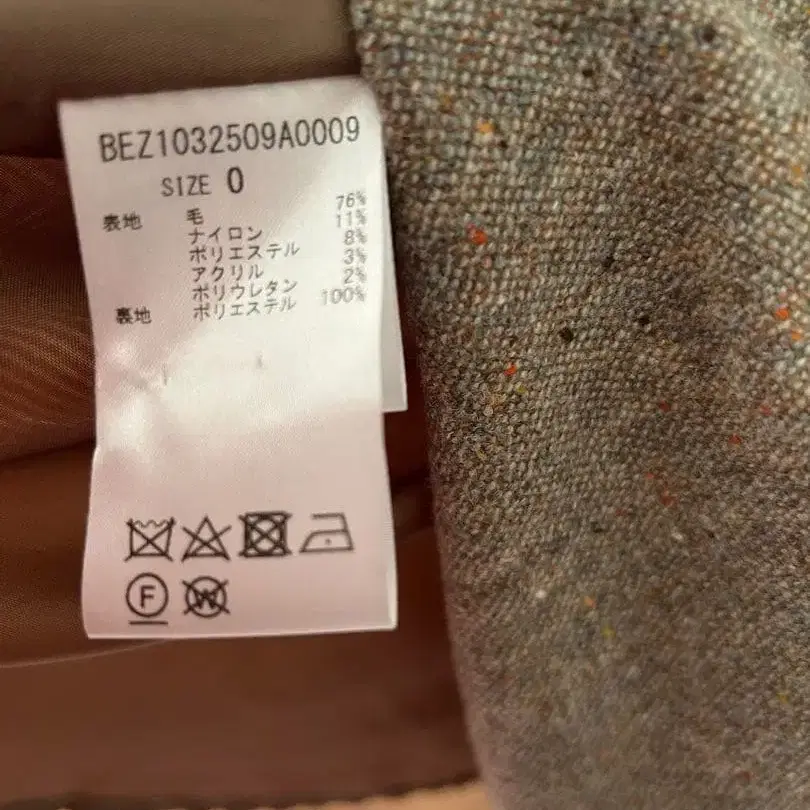 BEZ1032509A0009
SIZE 0
表地 毛 76%
ナイロン 11%
ポリエステル 8%
アクリル 3%
ポリウレタン 2%
裏地 ポリエステル 100%
F W